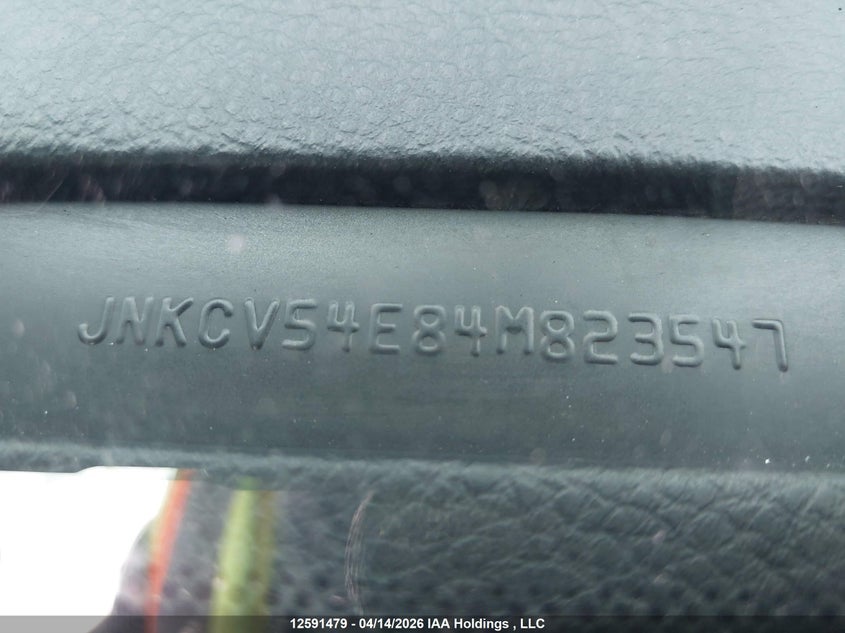 JNKCV54E84M823547
12591479 - 04/14/2026 IAA Holdings , LLC